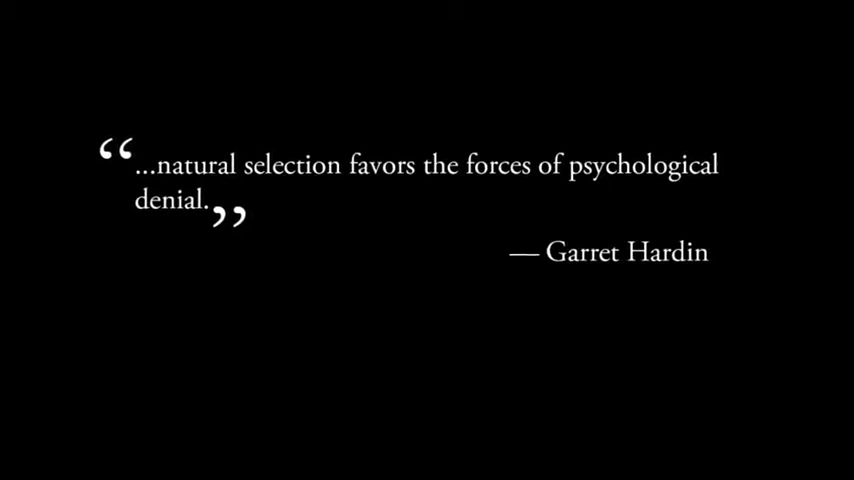 “...natural selection favors the forces of psychological
denial.”
— Garret Hardin